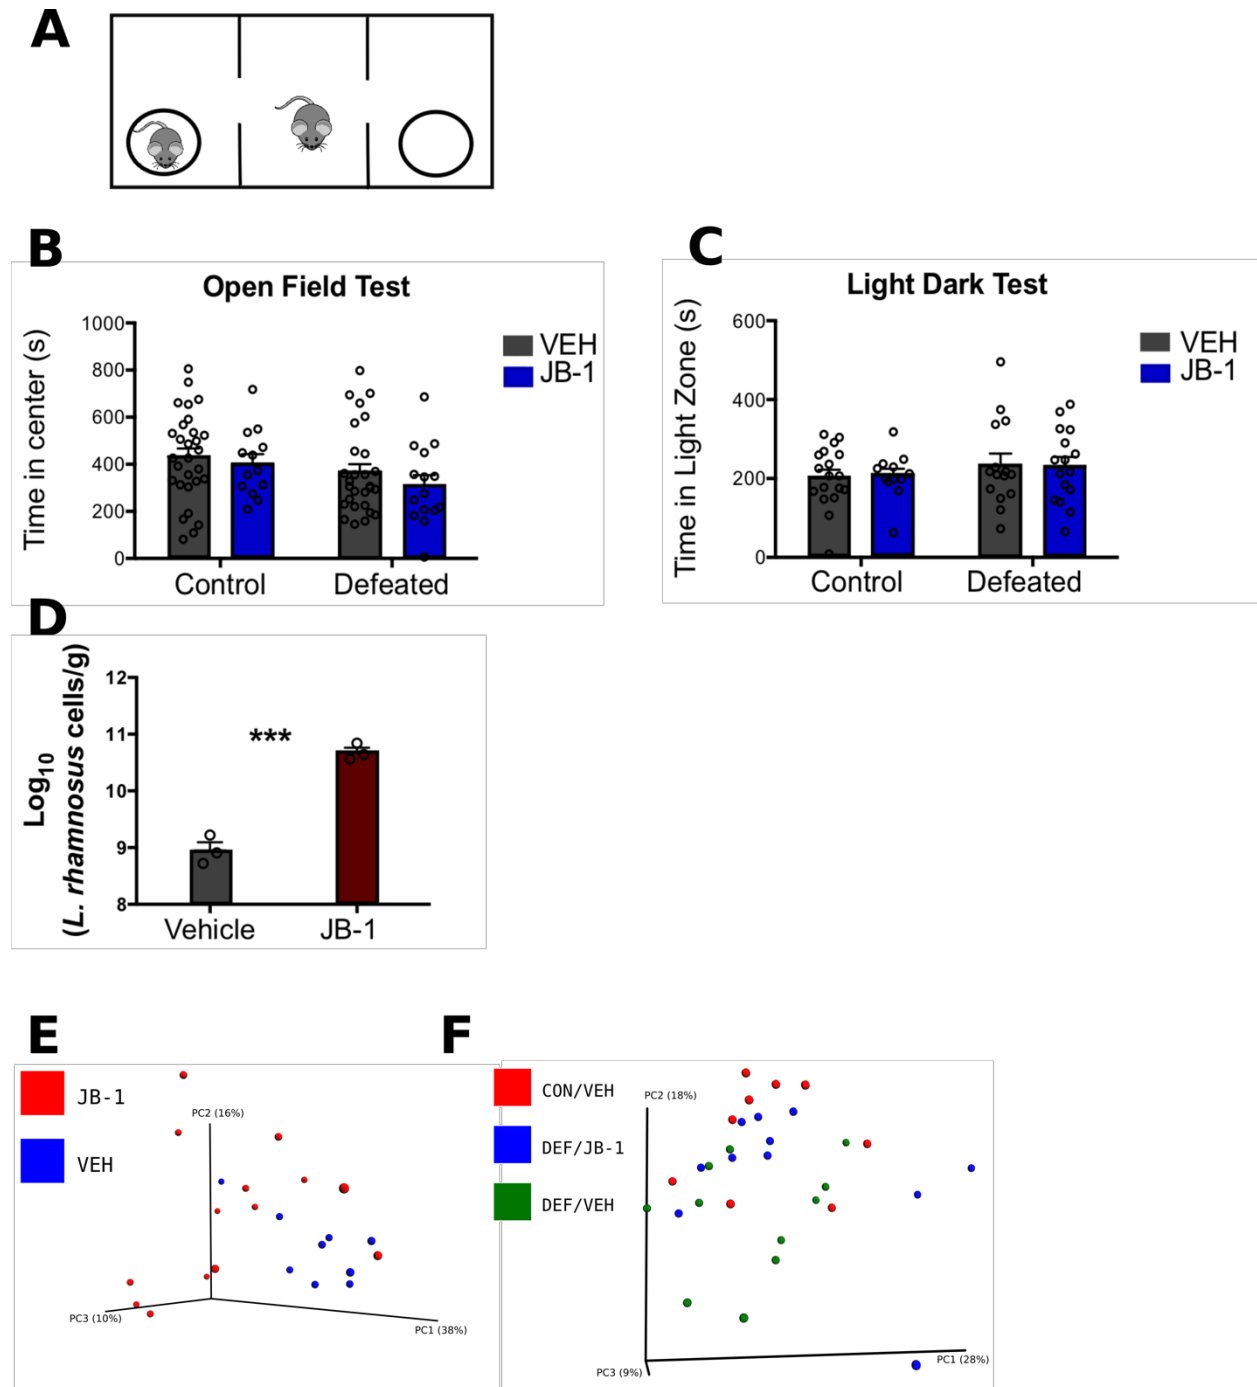 A
B
Open Field Test
Time in center (s)
1000
800
600
400
200
0
Control
Defeated
VEH
JB-1
C
Light Dark Test
Time in Light Zone (s)
600
400
200
0
Control
Defeated
VEH
JB-1
D
Log10
(L. rhamnosus cells/g)
12
11
10
9
8
***
Vehicle
JB-1
E
JB-1
VEH
PC2 (16%)
PC3 (10%)
PC1 (38%)
F
CON/VEH
DEF/JB-1
DEF/VEH
PC2 (18%)
PC3 (9%)
PC1 (28%)